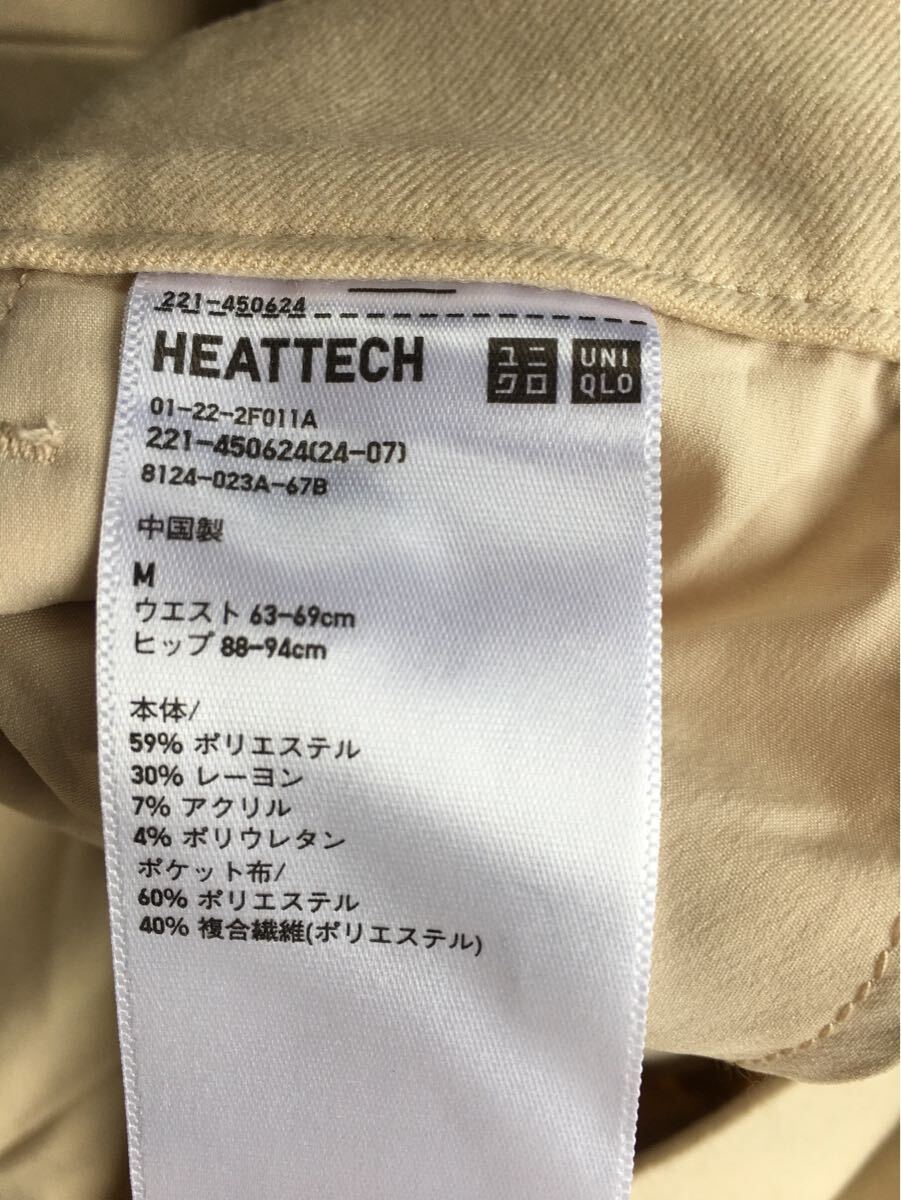 221-450624
HEATTECH
ユニクロ
UNIQLO
01-22-2F011A
221-450624(24-07)
8124-023A-67B
中国製
M
ウエスト 63-69cm
ヒップ 88-94cm
本体/
59% ポリエステル
30% レーヨン
7% アクリル
4% ポリウレタン
ポケット布/
60% ポリエステル
40% 複合繊維(ポリエステル)